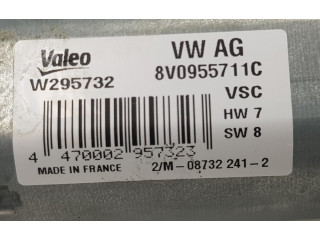 Valeo VW AG
W295732 8V0955711C
VSC
HW 7
SW 8
4 470002 957323
MADE IN FRANCE 2/M-08732 241-2